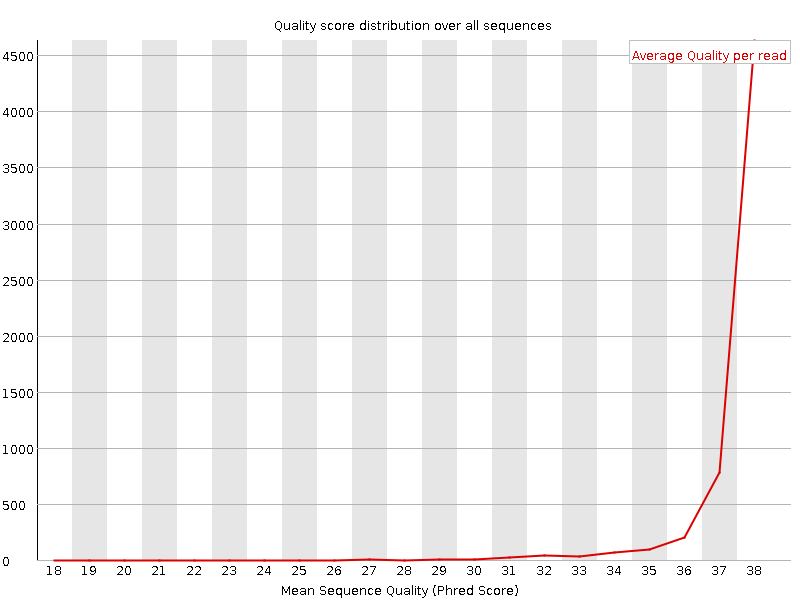 Quality score distribution over all sequences
Average Quality per read
4500
4000
3500
3000
2500
2000
1500
1000
500
0
18 19 20 21 22 23 24 25 26 27 28 29 30 31 32 33 34 35 36 37 38
Mean Sequence Quality (Phred Score)